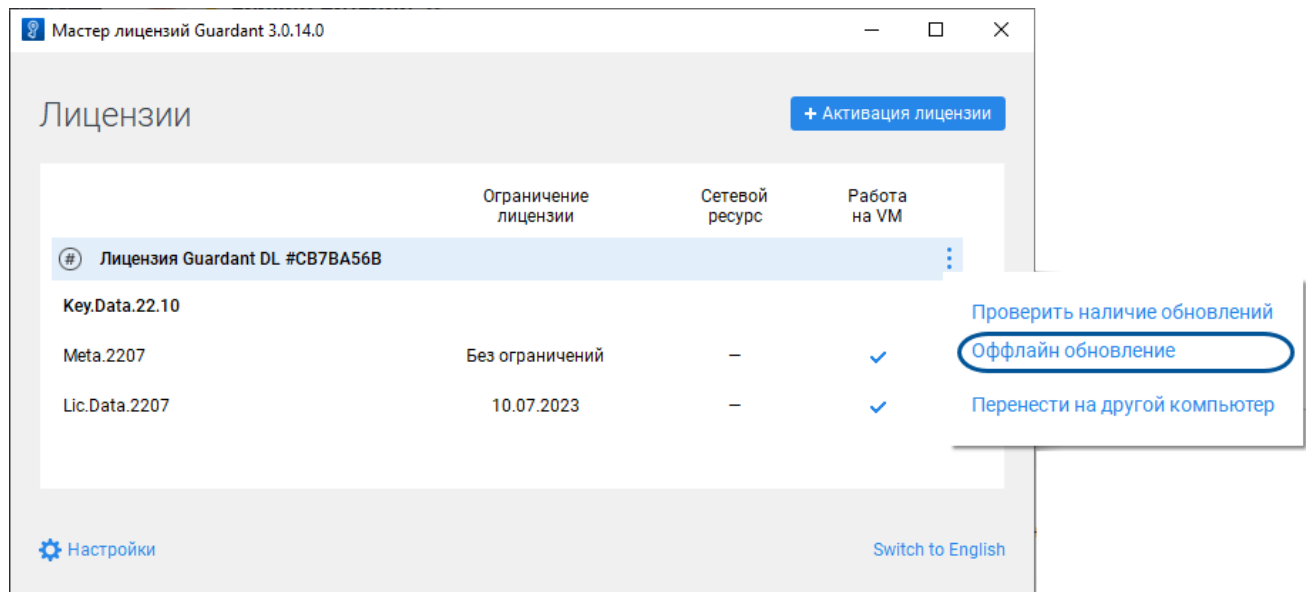 Мастер лицензий Guardant 3.0.14.0
Лицензии
+ Активация лицензии
Ограничение лицензии
Сетевой ресурс
Работа на VM
# Лицензия Guardant DL #CB7BA56B
Key.Data.22.10
Meta.2207 Без ограничений –
Lic.Data.2207 10.07.2023 –
Проверить наличие обновлений
Оффлайн обновление
Перенести на другой компьютер
Настройки
Switch to English